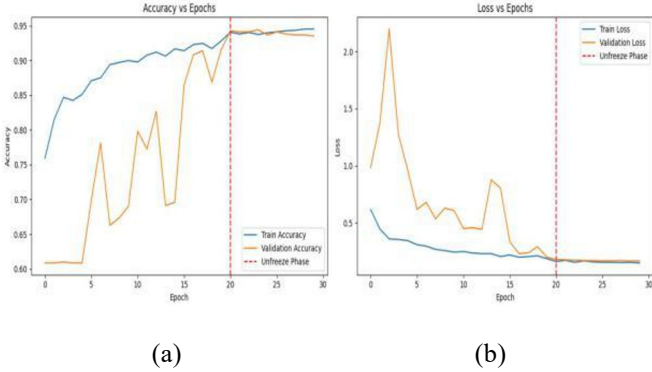 Accuracy vs Epochs
Loss vs Epochs
0.95
0.90
0.85
0.80
0.75
0.70
0.65
0.60
Accuracy
0 5 10 15 20 25 30
Epoch
Train Accuracy
Validation Accuracy
Unfreeze Phase
2.0
1.5
1.0
0.5
Loss
0 5 10 15 20 25 30
Epoch
Train Loss
Validation Loss
Unfreeze Phase
(a)
(b)